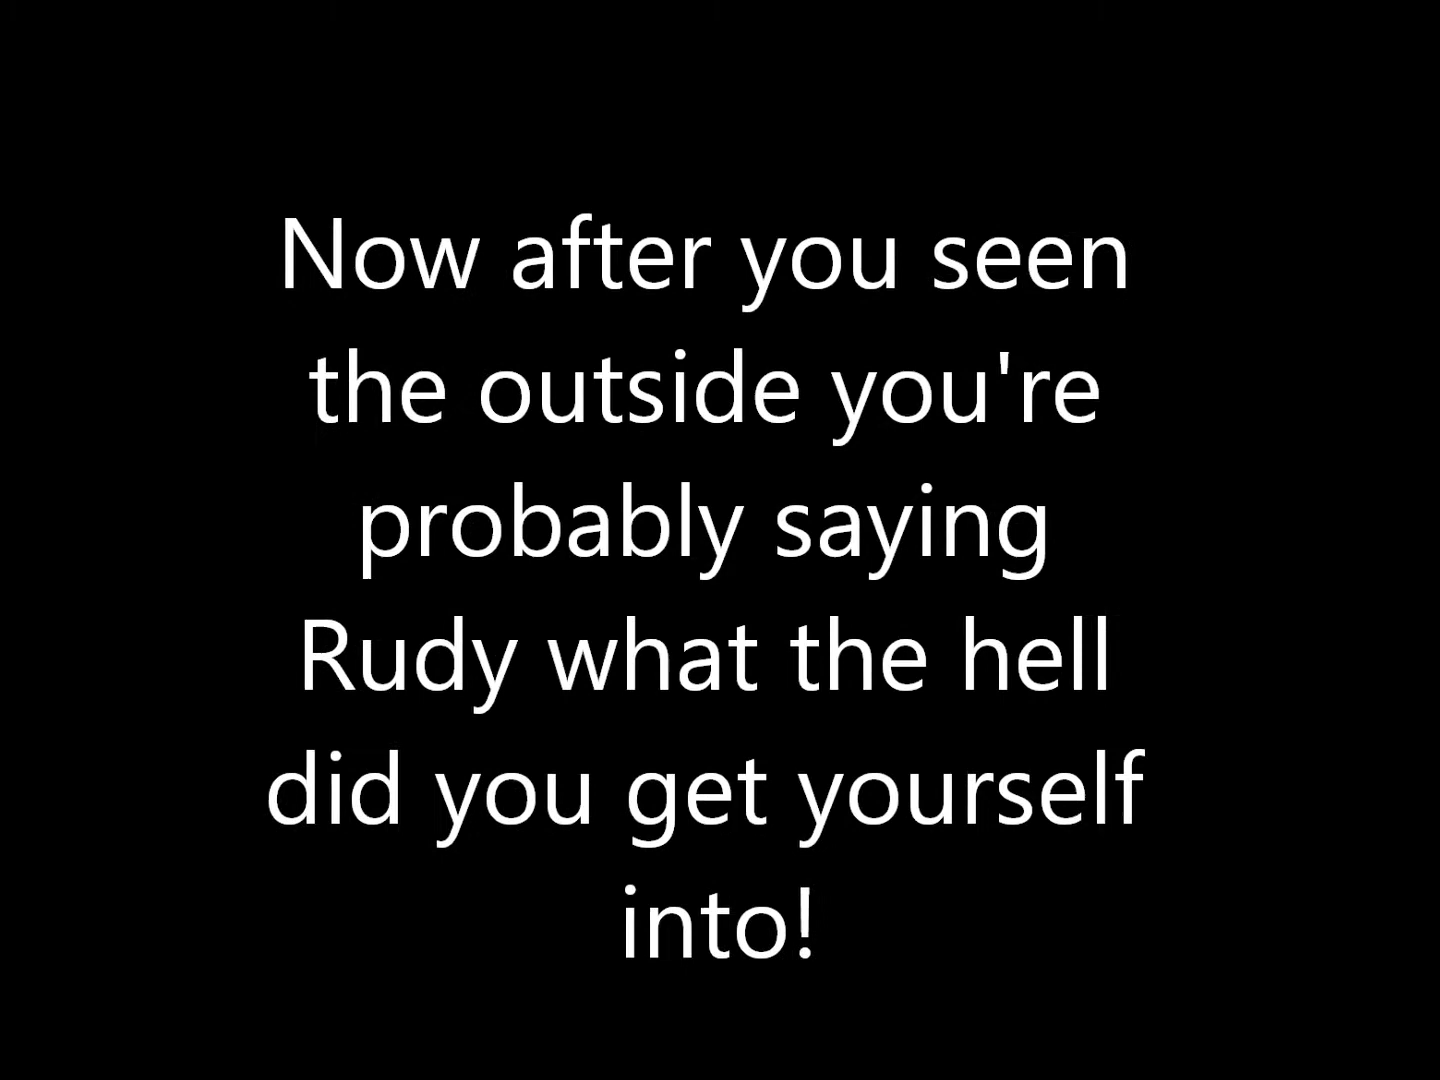 Now after you seen
the outside you're
probably saying
Rudy what the hell
did you get yourself
into!